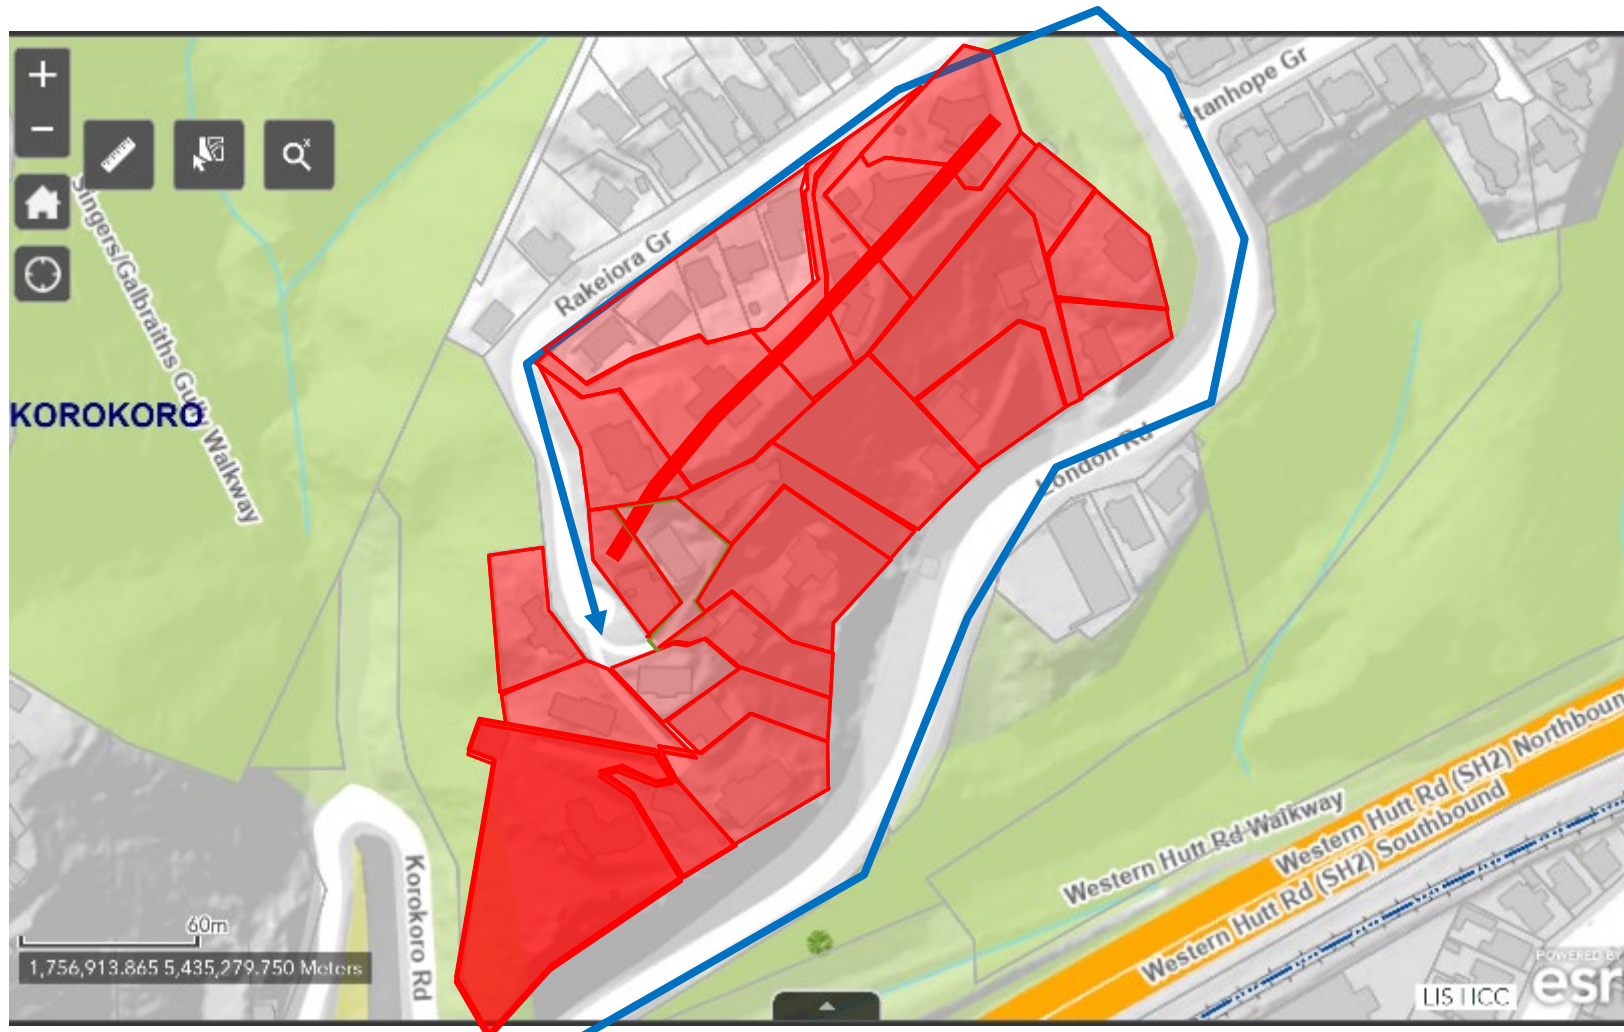 +
−
Stanhope Gr
Singers/Galbraiths Gully Walkway
Rakeiora Gr
KOROKORO
London Rd
Western Hutt Rd (SH2) Northboun
Western Hutt Rd Walkway
Western Hutt Rd (SH2) Southbound
Korokoro Rd
60m
1,756,913.865 5,435,279.750 Meters
POWERED BY
esri
LIS HCC